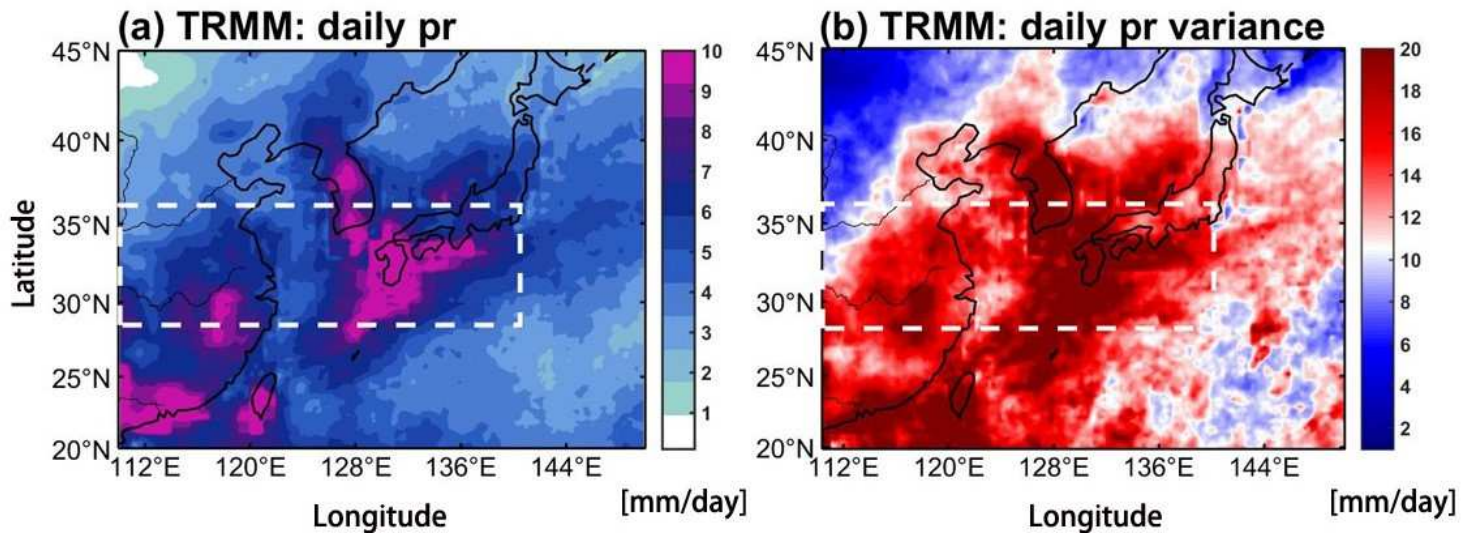 (a) TRMM: daily pr
(b) TRMM: daily pr variance
Latitude
45°N
40°N
35°N
30°N
25°N
20°N
112°E 120°E 128°E 136°E 144°E
Longitude
[mm/day]
10
9
8
7
6
5
4
3
2
1
45°N
40°N
35°N
30°N
25°N
20°N
112°E 120°E 128°E 136°E 144°E
Longitude
[mm/day]
20
18
16
14
12
10
8
6
4
2